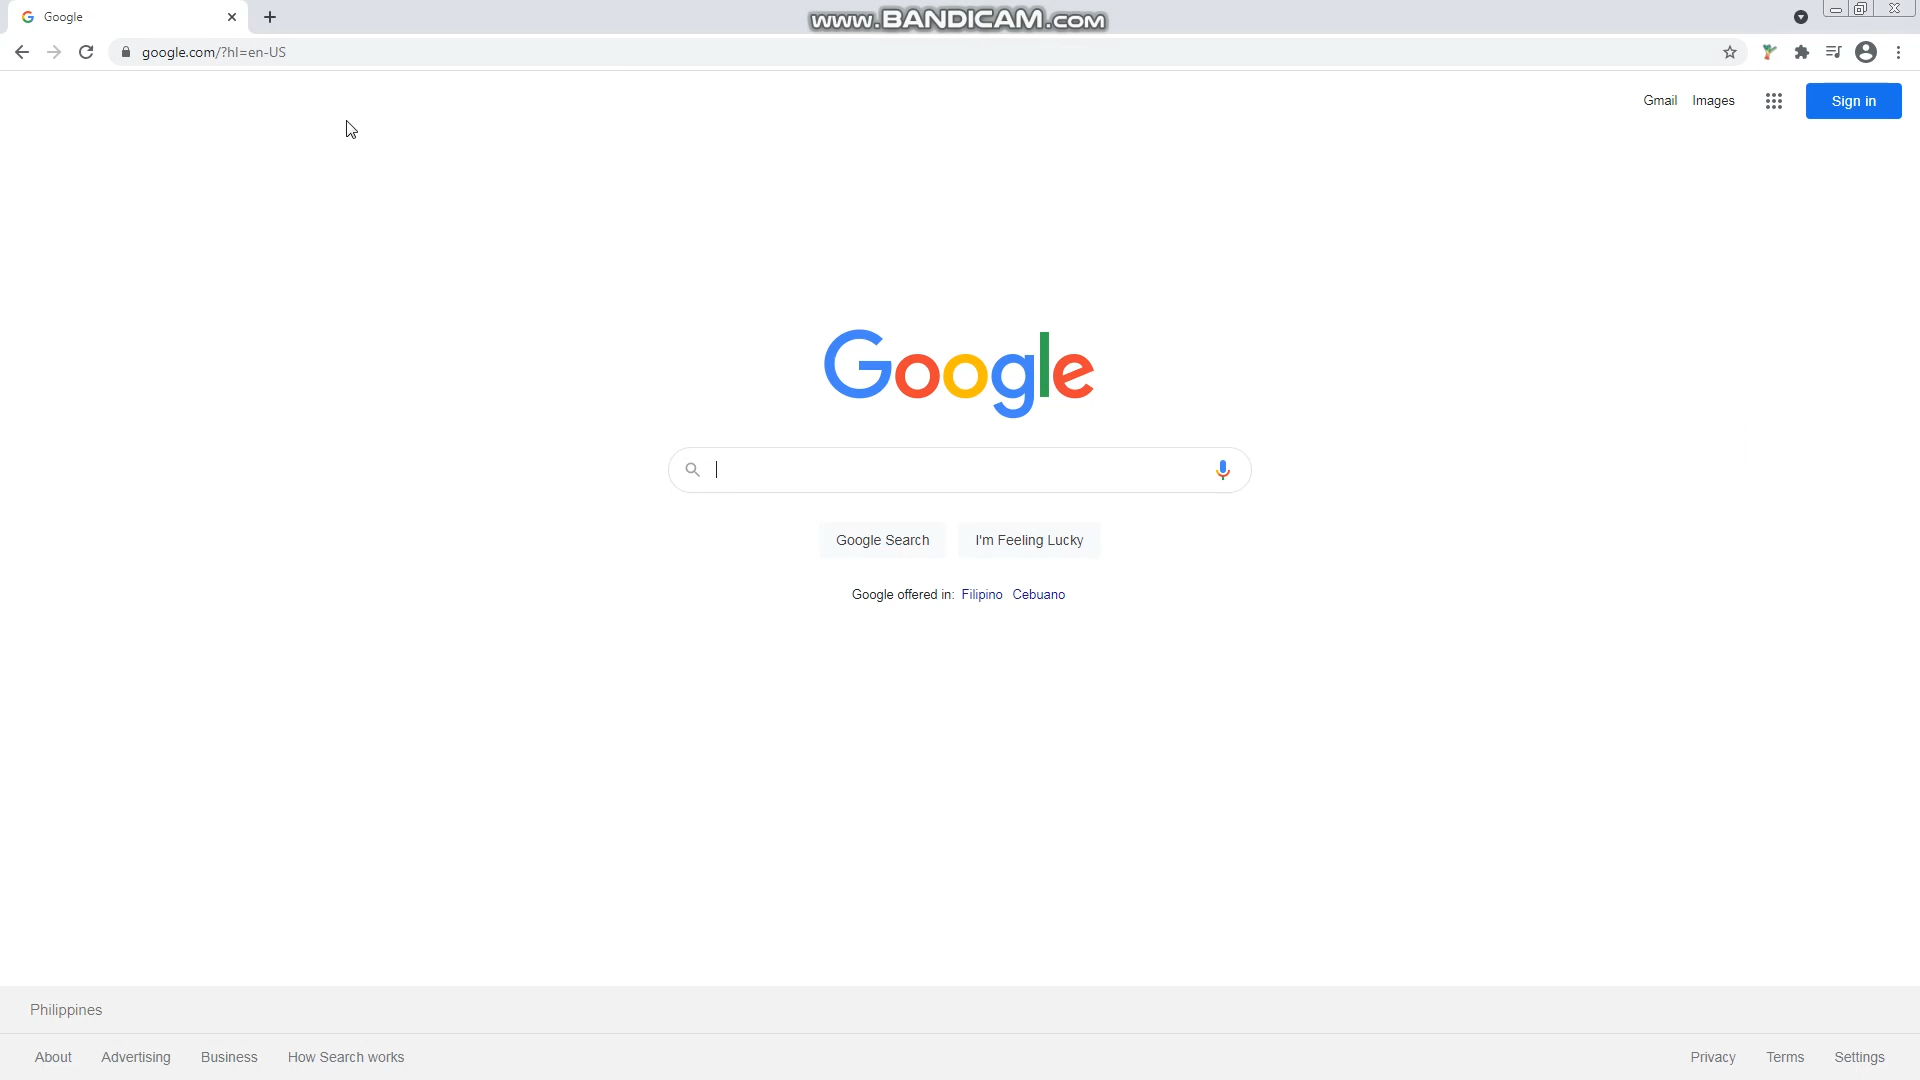 Google
www.BANDICAM.com
google.com/?hl=en-US
Gmail Images Sign in
Google
Google Search I'm Feeling Lucky
Google offered in: Filipino Cebuano
Philippines
About Advertising Business How Search works Privacy Terms Settings